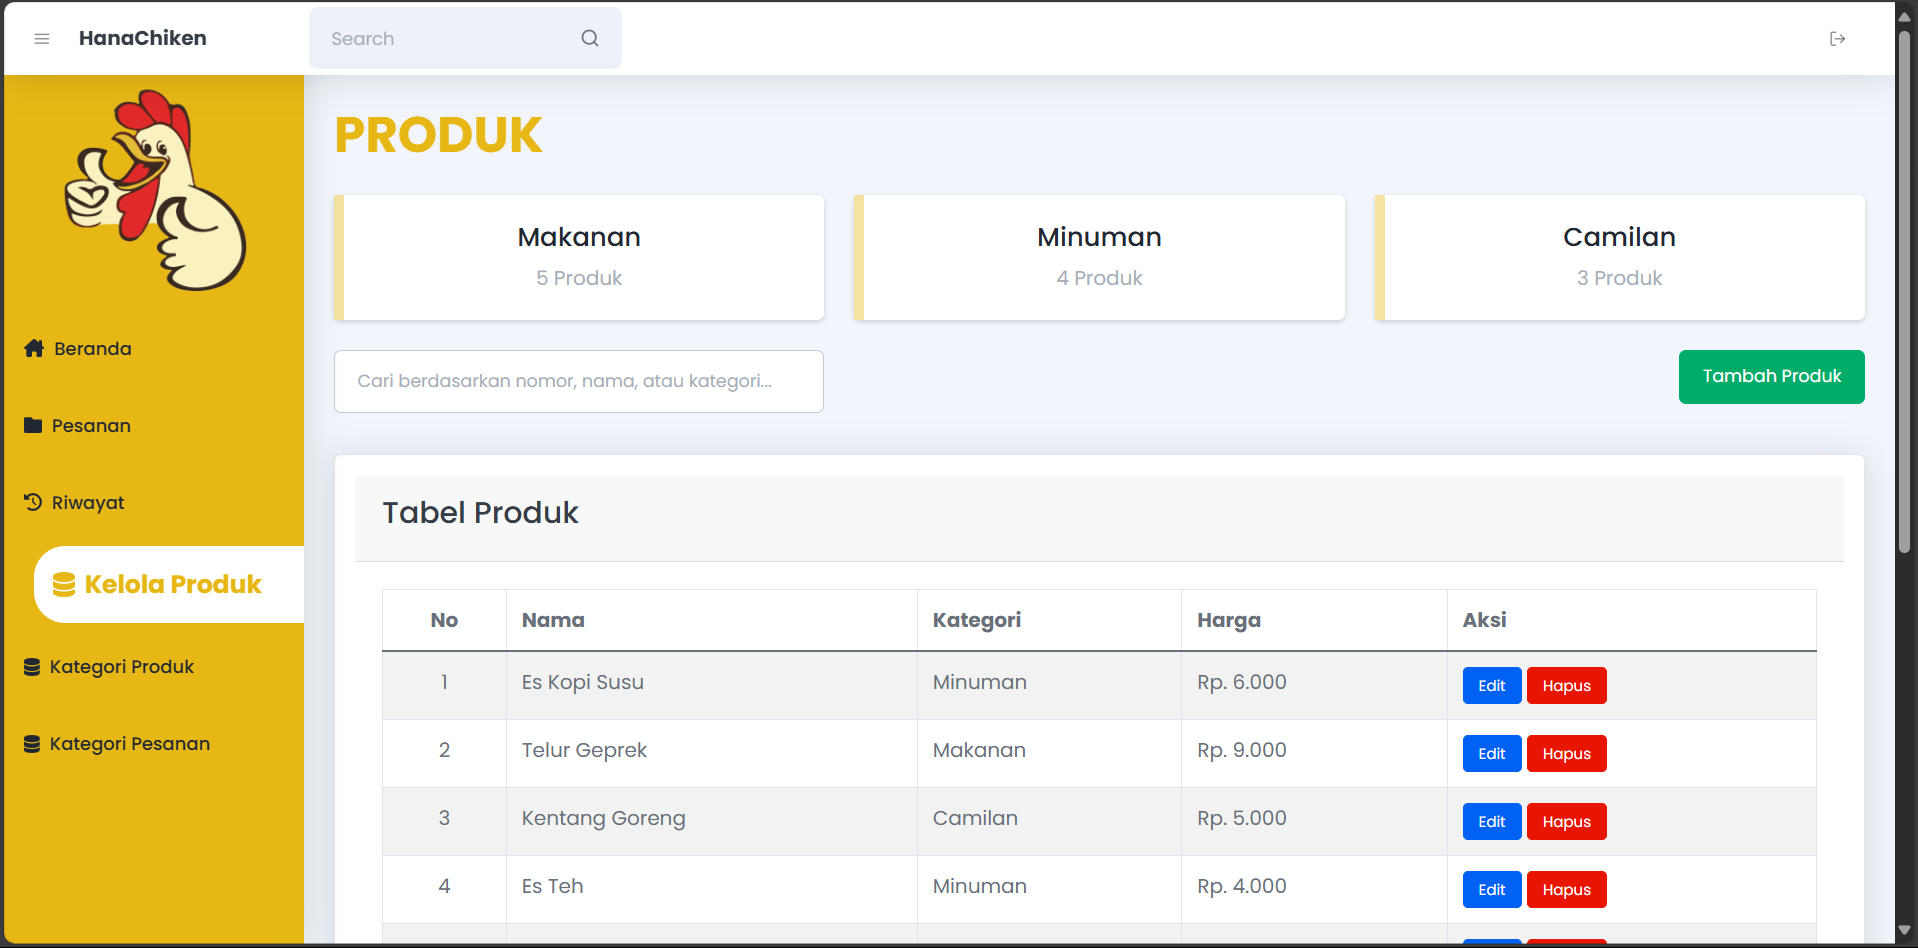 HanaChiken
Search
PRODUK
Makanan
5 Produk
Minuman
4 Produk
Camilan
3 Produk
Beranda
Pesanan
Riwayat
Kelola Produk
Kategori Produk
Kategori Pesanan
Cari berdasarkan nomor, nama, atau kategori...
Tambah Produk
Tabel Produk
No Nama Kategori Harga Aksi
1 Es Kopi Susu Minuman Rp. 6.000 Edit Hapus
2 Telur Geprek Makanan Rp. 9.000 Edit Hapus
3 Kentang Goreng Camilan Rp. 5.000 Edit Hapus
4 Es Teh Minuman Rp. 4.000 Edit Hapus